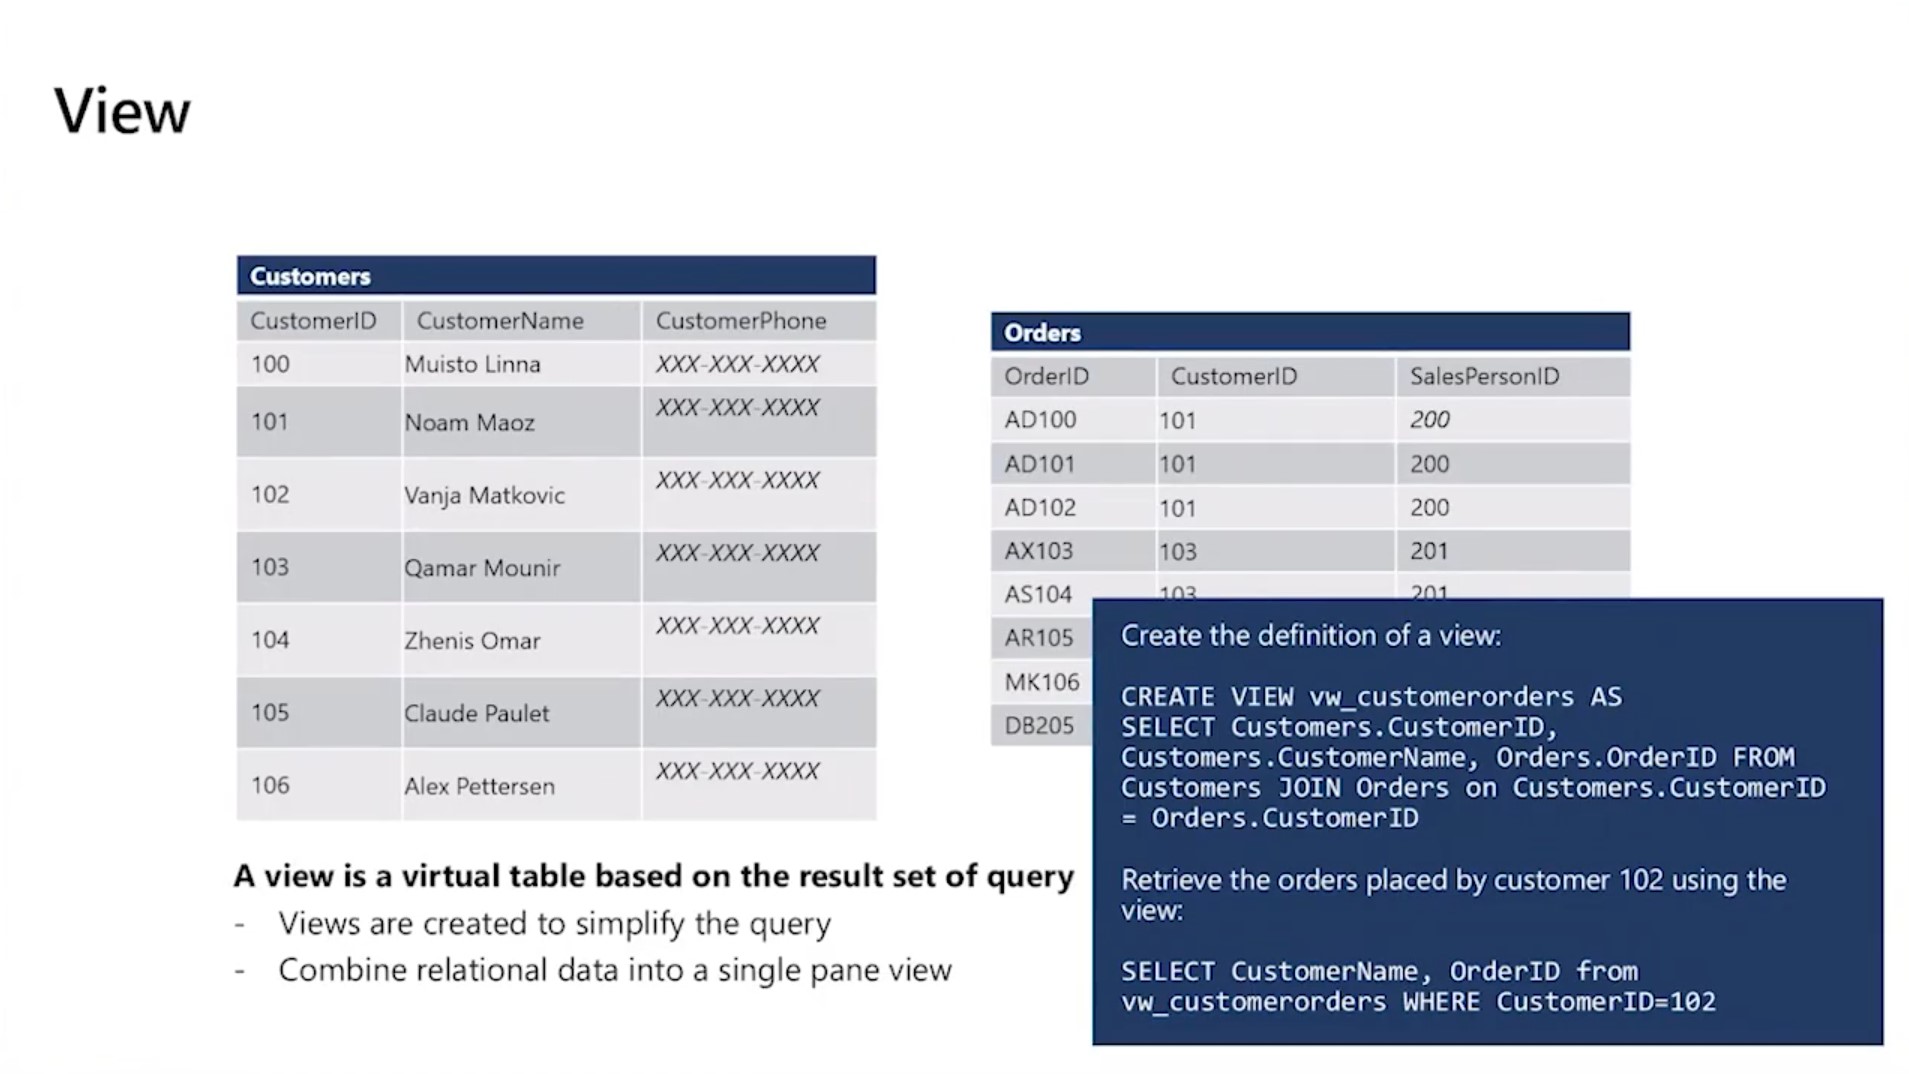 View
Customers
CustomerID CustomerName CustomerPhone
100 Muisto Linna XXX-XXX-XXXX
101 Noam Maoz XXX-XXX-XXXX
102 Vanja Matkovic XXX-XXX-XXXX
103 Qamar Mounir XXX-XXX-XXXX
104 Zhenis Omar XXX-XXX-XXXX
105 Claude Paulet XXX-XXX-XXXX
106 Alex Pettersen XXX-XXX-XXXX
Orders
OrderID CustomerID SalesPersonID
AD100 101 200
AD101 101 200
AD102 101 200
AX103 103 201
AS104 103 201
AR105
MK106
DB205
A view is a virtual table based on the result set of query
- Views are created to simplify the query
- Combine relational data into a single pane view
Create the definition of a view:
CREATE VIEW vw_customerorders AS
SELECT Customers.CustomerID,
Customers.CustomerName, Orders.OrderID FROM
Customers JOIN Orders on Customers.CustomerID
= Orders.CustomerID
Retrieve the orders placed by customer 102 using the
view:
SELECT CustomerName, OrderID from
vw_customerorders WHERE CustomerID=102